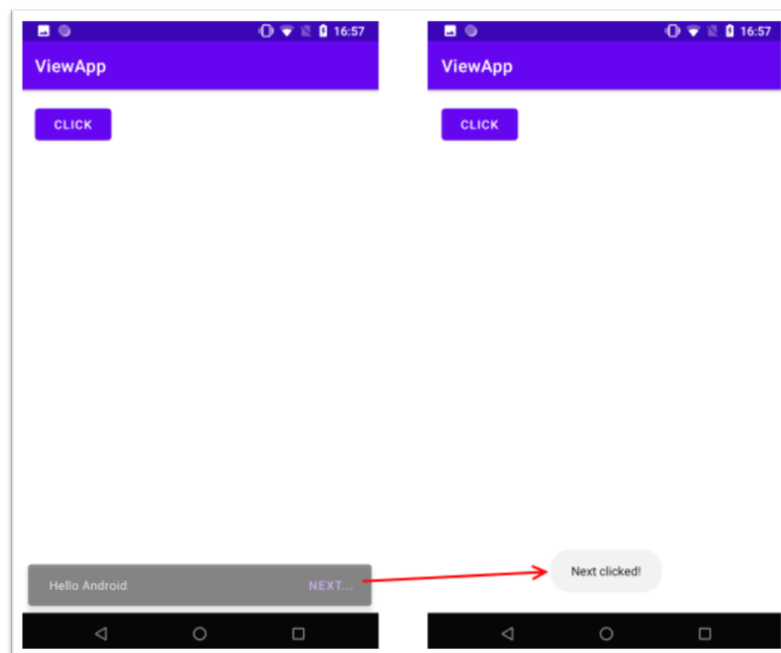 16:57
ViewApp
CLICK
Hello Android NEXT...
16:57
ViewApp
CLICK
Next clicked!